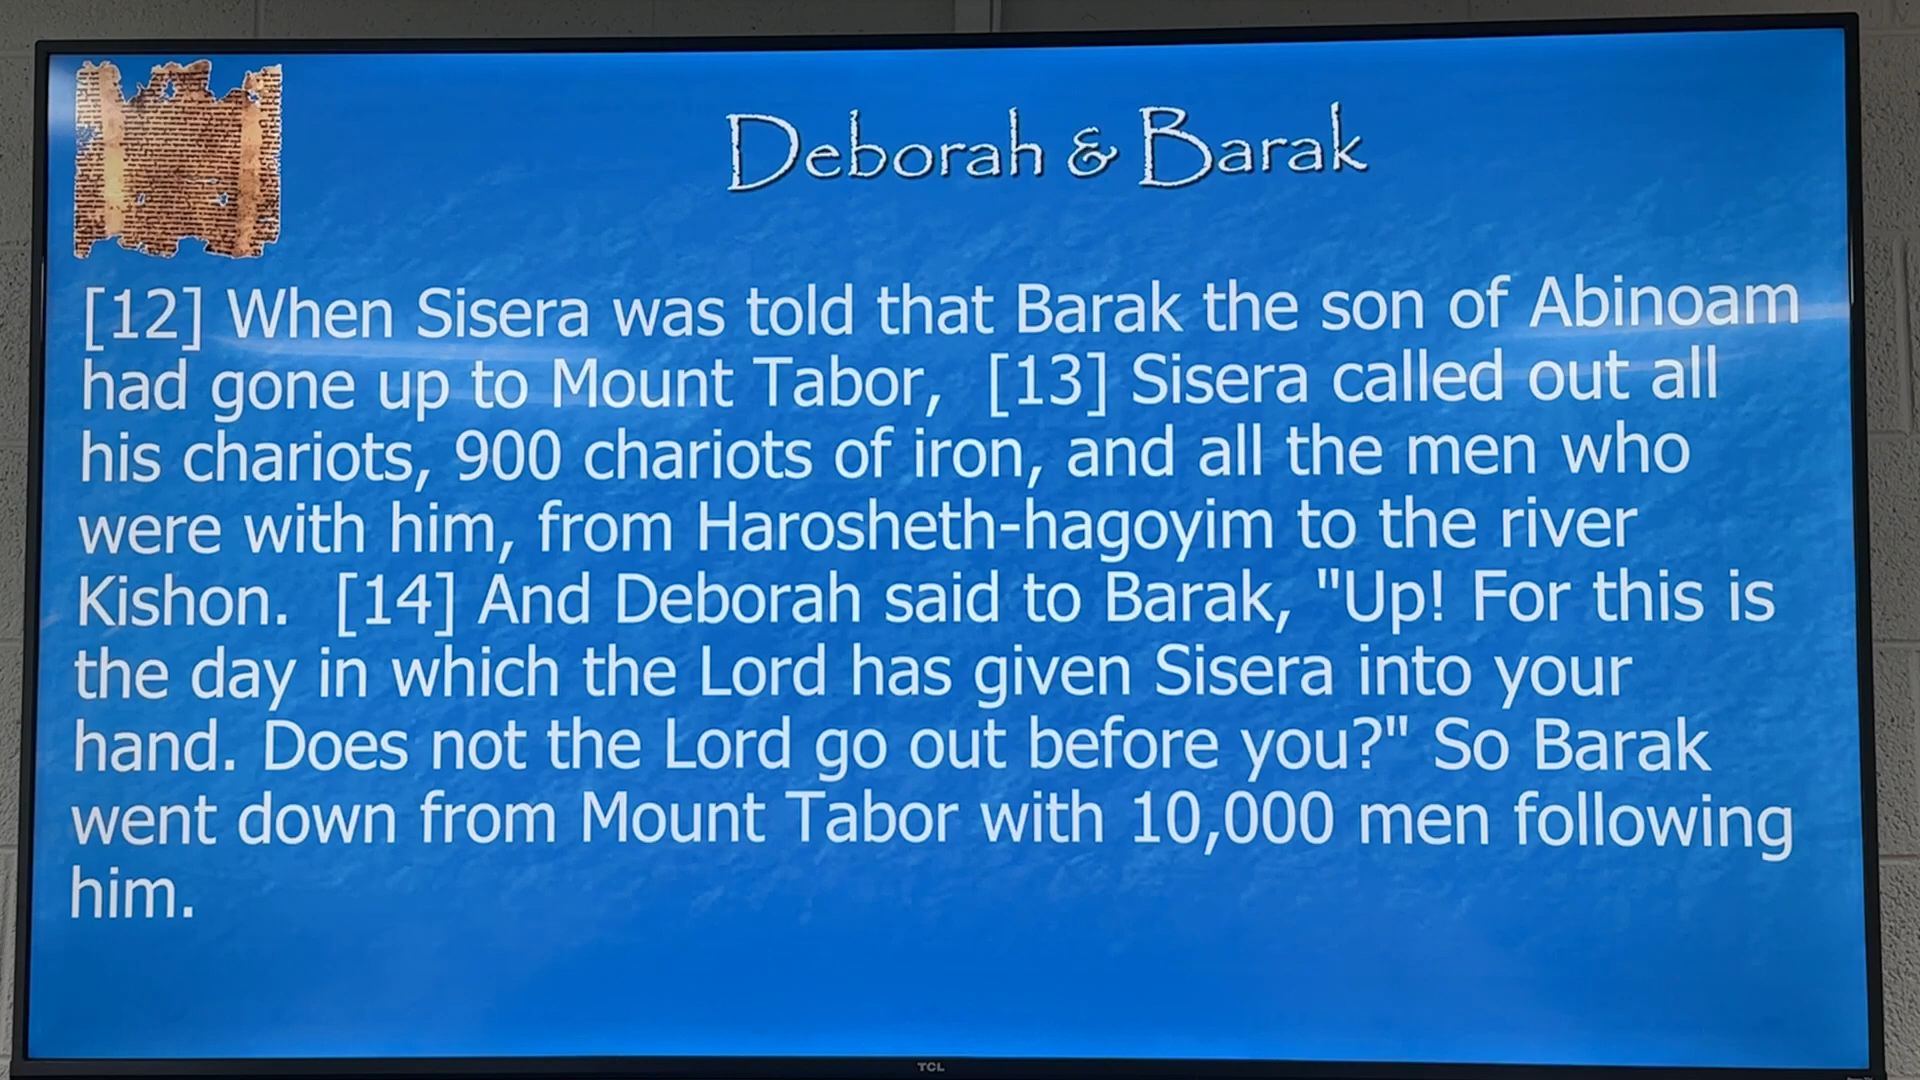 Deborah & Barak
[12] When Sisera was told that Barak the son of Abinoam
had gone up to Mount Tabor, [13] Sisera called out all
his chariots, 900 chariots of iron, and all the men who
were with him, from Harosheth-hagoyim to the river
Kishon. [14] And Deborah said to Barak, "Up! For this is
the day in which the Lord has given Sisera into your
hand. Does not the Lord go out before you?" So Barak
went down from Mount Tabor with 10,000 men following
him.
TCL